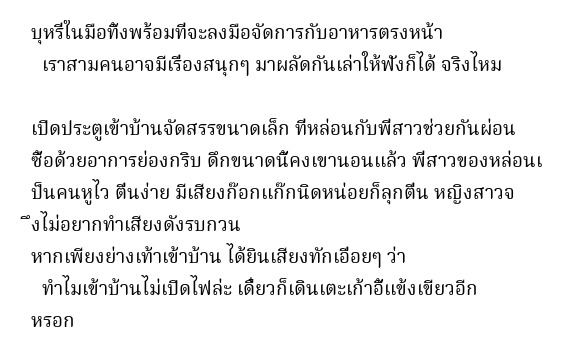 บุหรี่ในมือทิ้งพร้อมที่จะลงมือจัดการกับอาหารตรงหน้า
เราสามคนอาจมีเรื่องสนุกๆ มาผลัดกันเล่าให้ฟังก็ได้ จริงไหม
เปิดประตูเข้าบ้านจัดสรรขนาดเล็ก ที่หล่อนกับพี่สาวช่วยกันผ่อน
ซื้อด้วยอาการย่องกริบ ดึกขนาดนี้คงเขานอนแล้ว พี่สาวของหล่อนเ
ป็นคนหูไว ตื่นง่าย มีเสียงก๊อกแก๊กนิดหน่อยก็ลุกตื่น หญิงสาวจ
ึงไม่อยากทำเสียงดังรบกวน
หากเพียงย่างเท้าเข้าบ้าน ได้ยินเสียงทักเอื่อยๆ ว่า
ทำไมเข้าบ้านไม่เปิดไฟล่ะ เดี๋ยวก็เดินเตะเก้าอี้แข้งเขียวอีก
หรอก